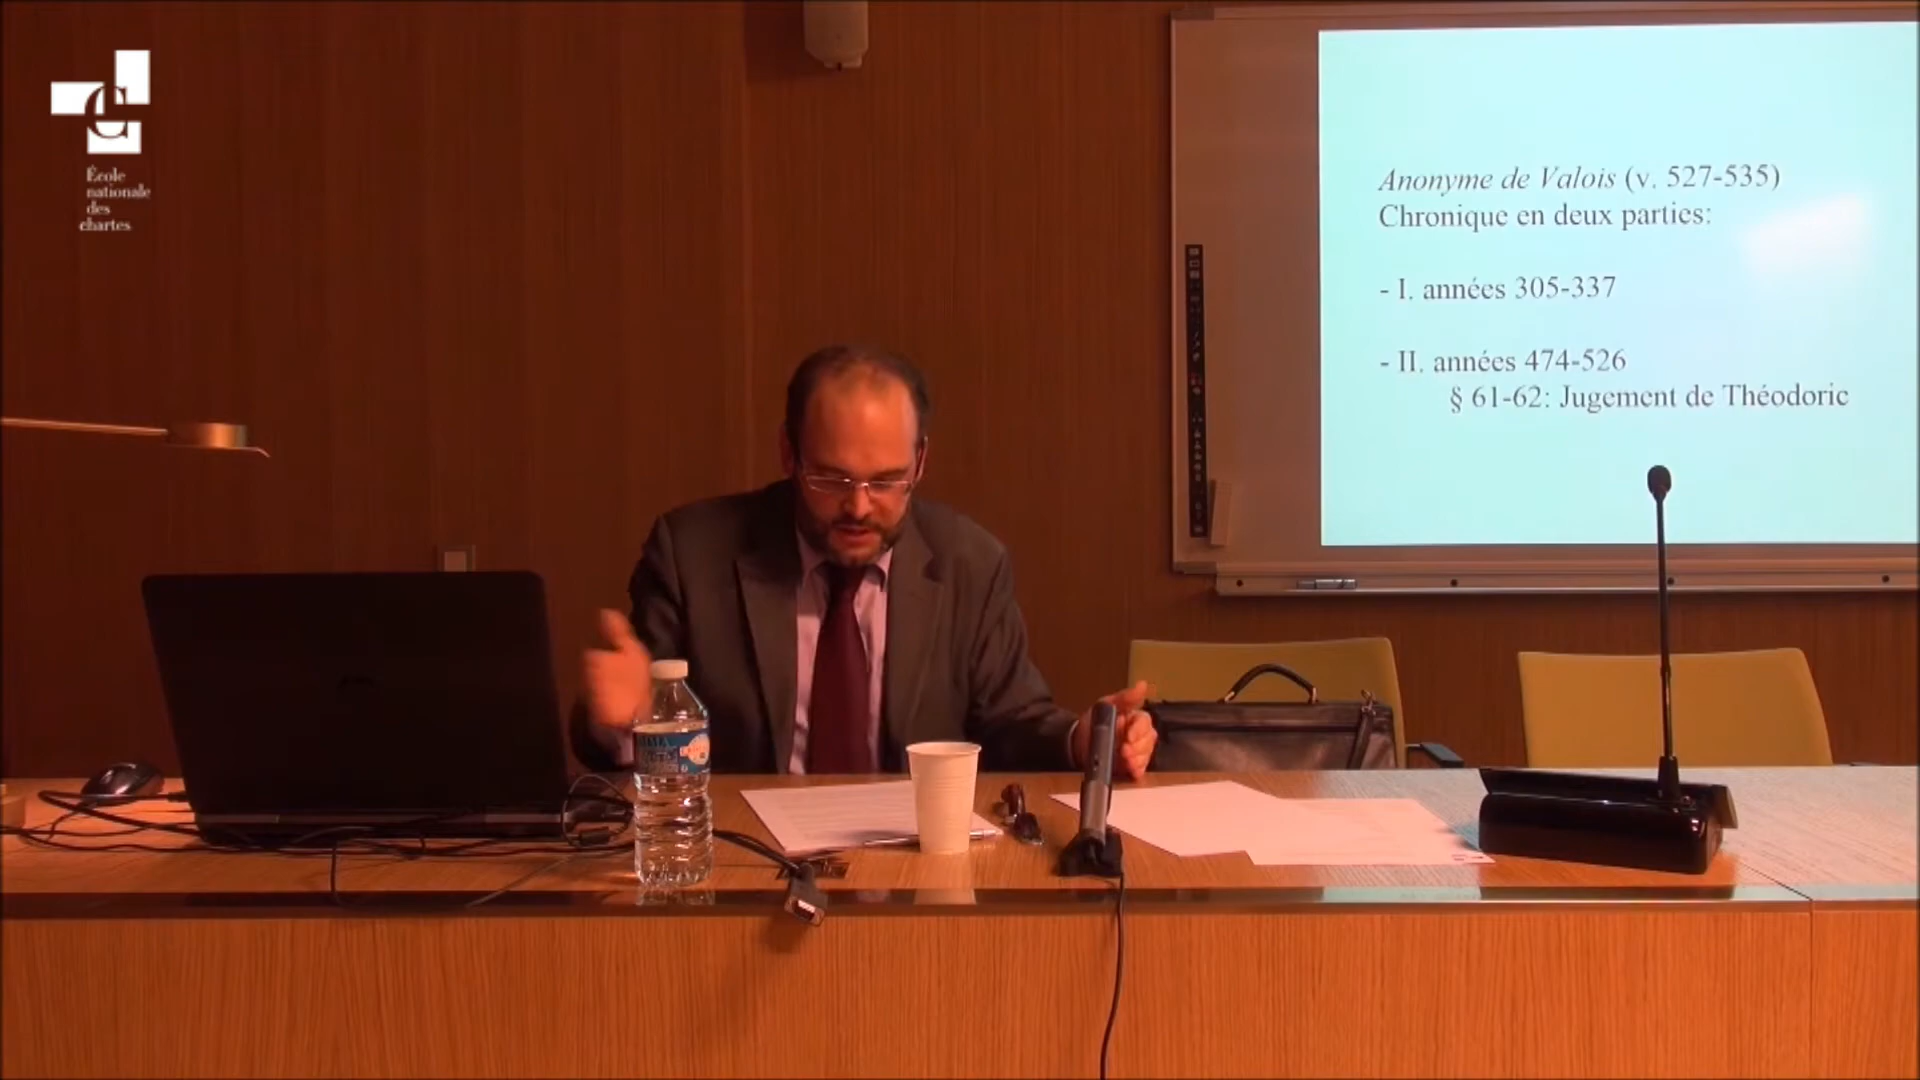 École
nationale
des
chartes
Anonyme de Valois (v. 527-535)
Chronique en deux parties:
- I. années 305-337
- II. années 474-526
§ 61-62: Jugement de Théodoric